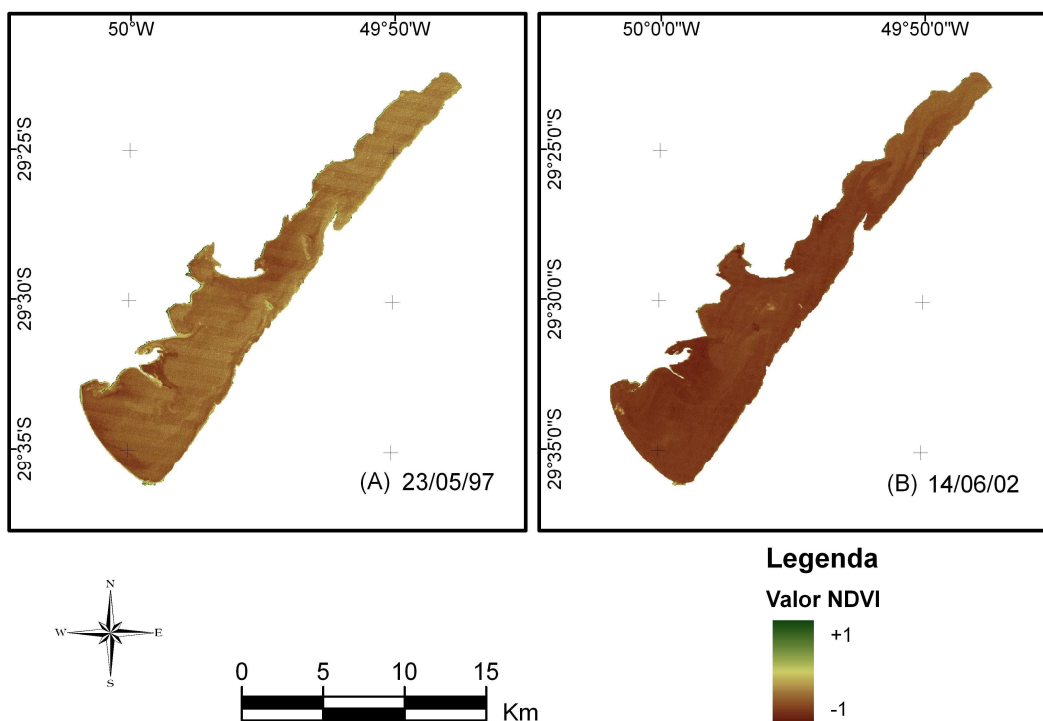 50°W 49°50'W
29°25'S
29°30'S
29°35'S
(A) 23/05/97
50°0'0"W 49°50'0"W
29°25'0"S
29°30'0"S
29°35'0"S
(B) 14/06/02
N
W E
S
0 5 10 15
Km
Legenda
Valor NDVI
+1
-1